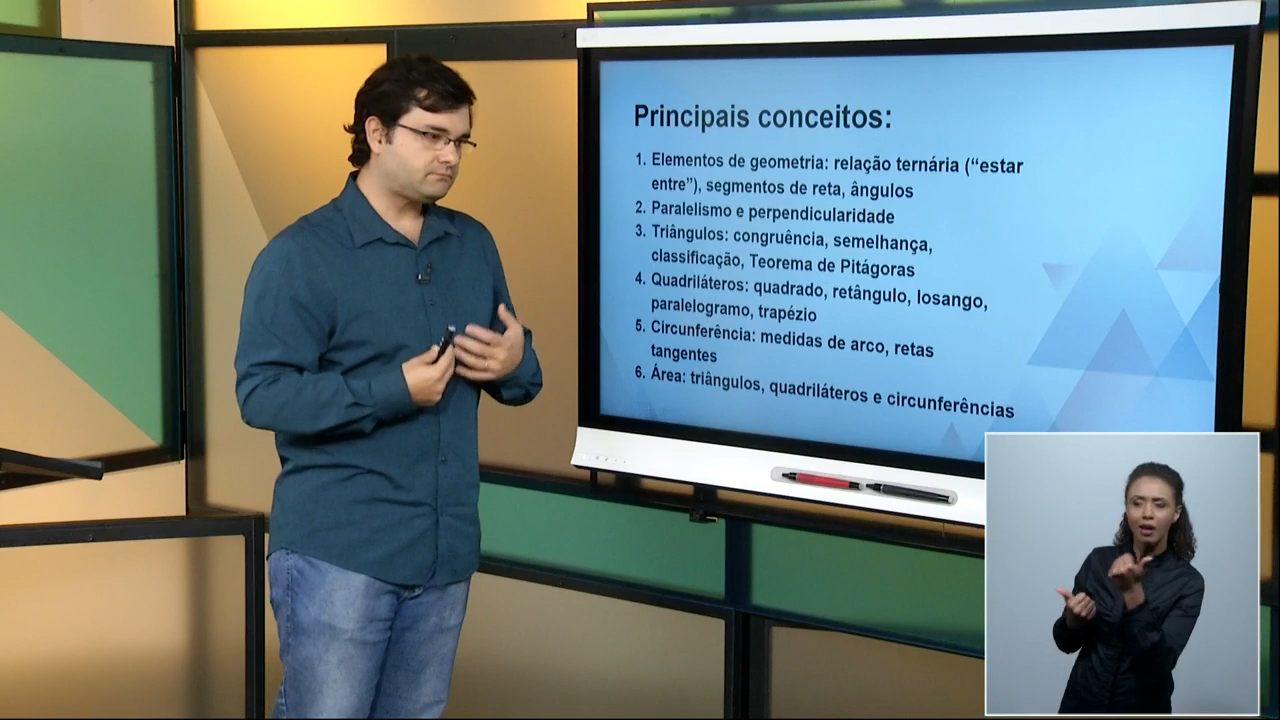 Principais conceitos:
1. Elementos de geometria: relação ternária (“estar
entre”), segmentos de reta, ângulos
2. Paralelismo e perpendicularidade
3. Triângulos: congruência, semelhança,
classificação, Teorema de Pitágoras
4. Quadriláteros: quadrado, retângulo, losango,
paralelogramo, trapézio
5. Circunferência: medidas de arco, retas
tangentes
6. Área: triângulos, quadriláteros e circunferências